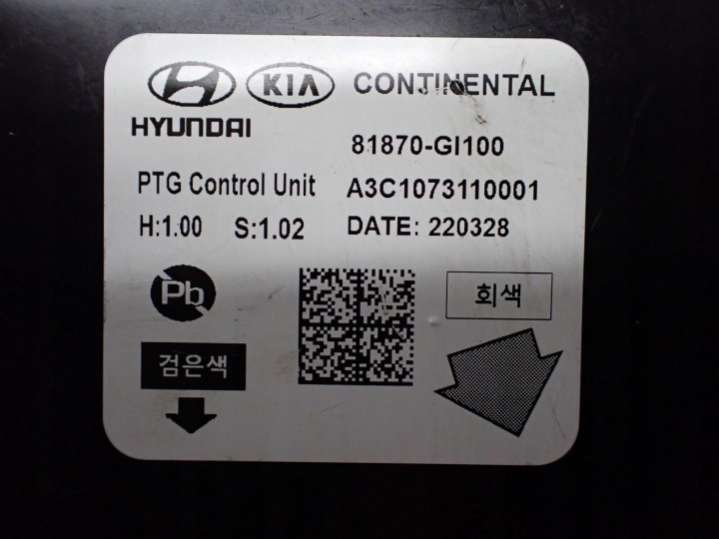 KIA CONTINENTAL
HYUNDAI
81870-GI100
PTG Control Unit A3C1073110001
H:1.00 S:1.02 DATE: 220328
Pb
회색
검은색